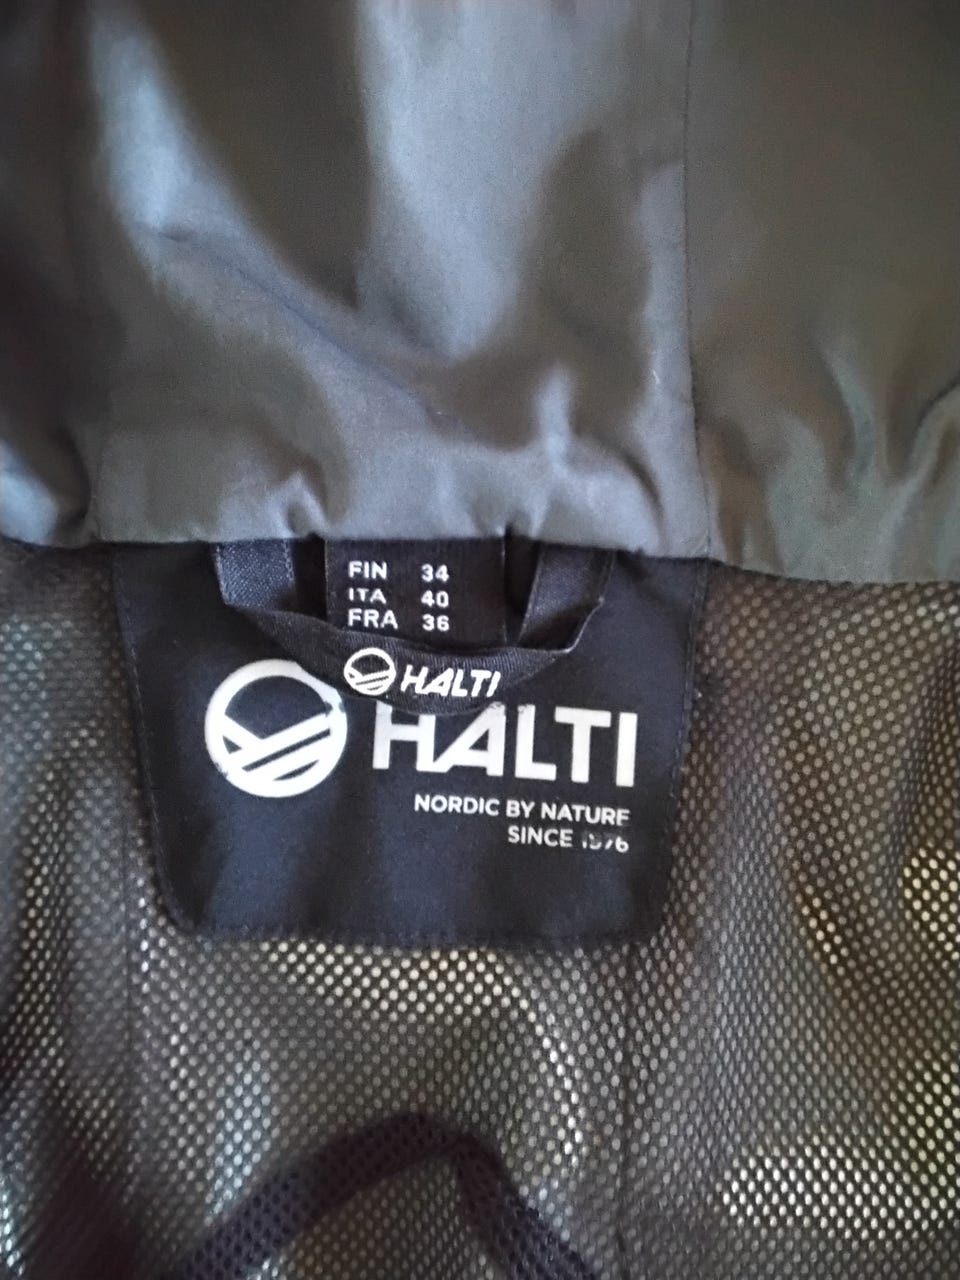 FIN 34
ITA 40
FRA 36
HALTI
HALTI
NORDIC BY NATURE
SINCE 1976